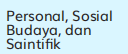 Personal, Sosial
Budaya, dan
Saintifik